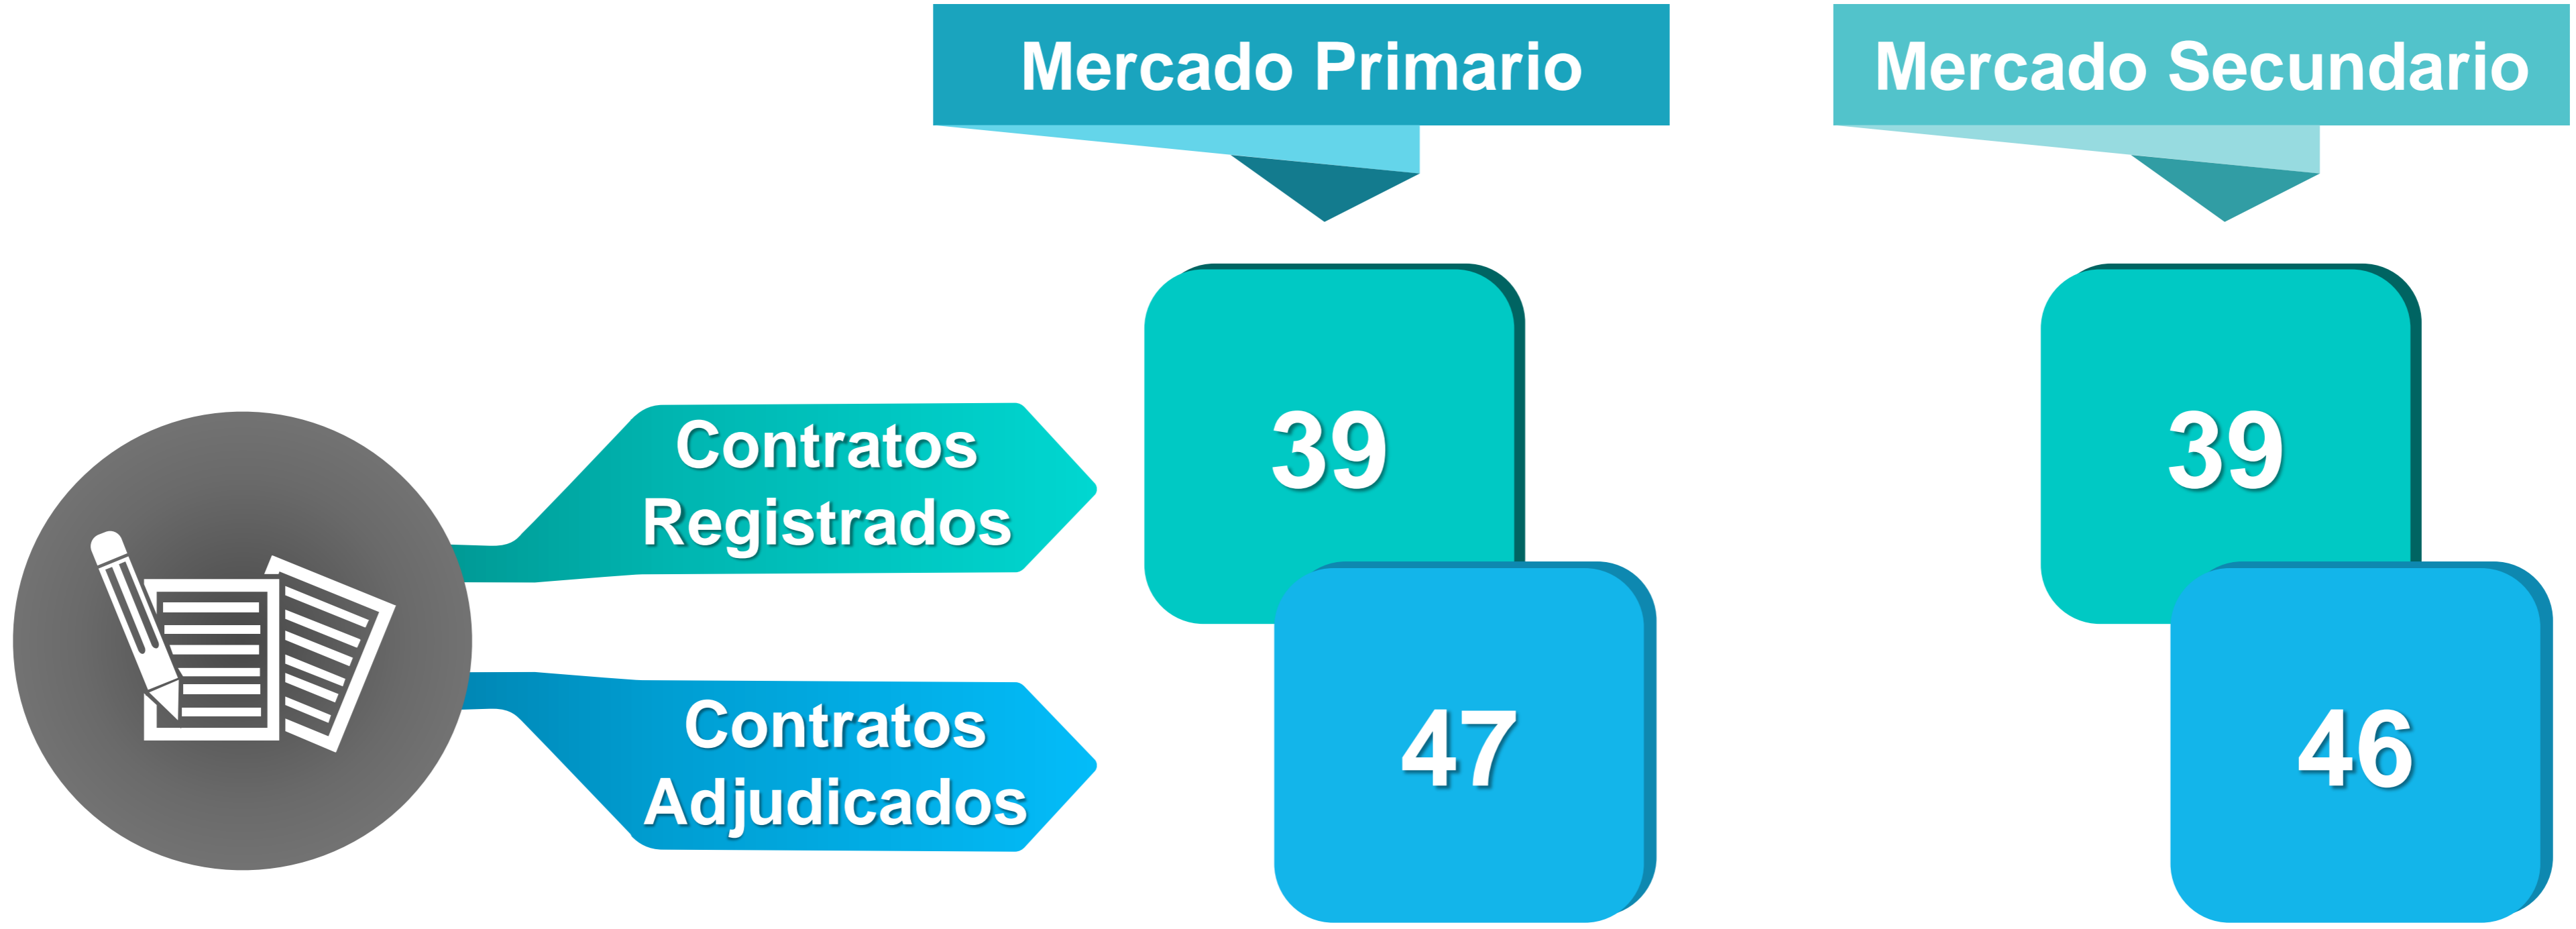 Mercado Primario
Mercado Secundario
Contratos
Registrados
39
39
Contratos
Adjudicados
47
46